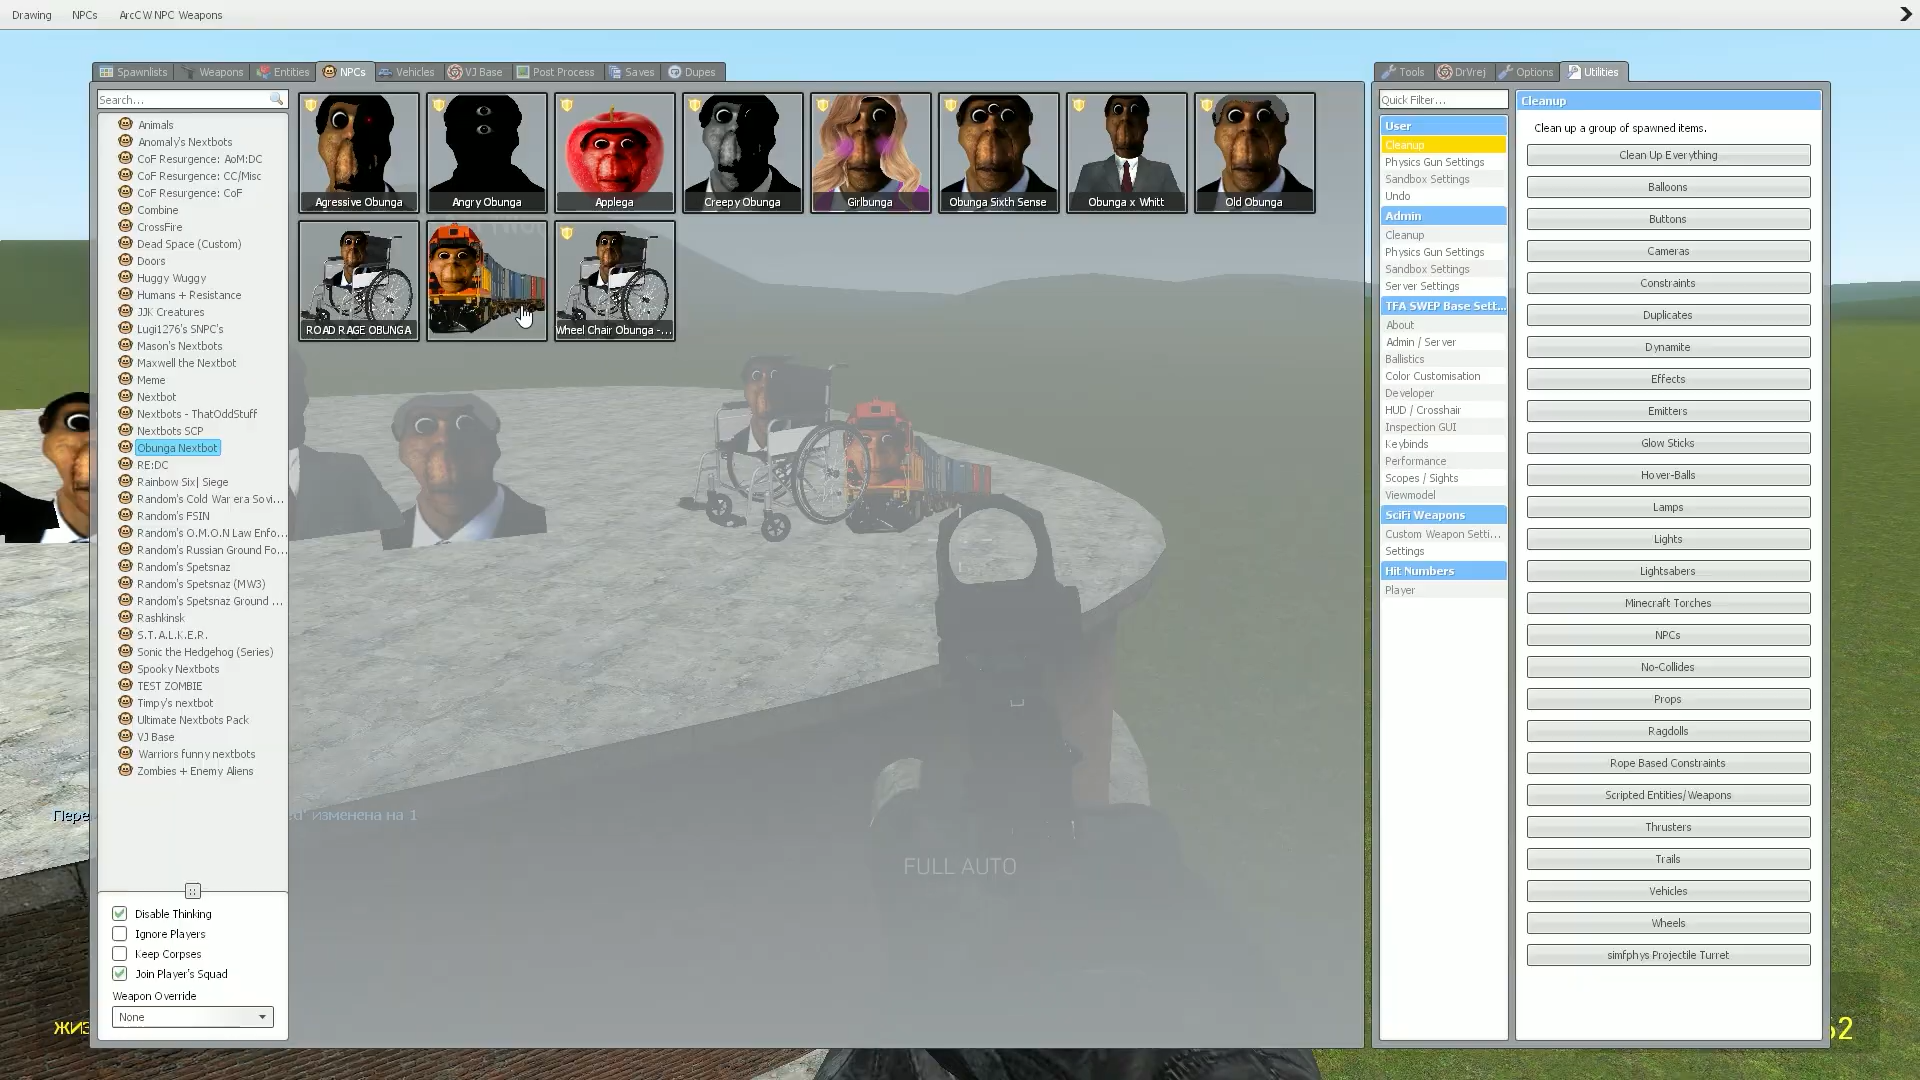 Drawing NPCs ArcCW NPC Weapons
Spawnlists Weapons Entities NPCs Vehicles VJ Base Post Process Saves Dupes
Tools DrVrej Options Utilities
Search...
Animals
Anomaly's Nextbots
CoF Resurgence: AoM:DC
CoF Resurgence: CC/Misc
CoF Resurgence: CoF
Combine
CrossFire
Dead Space (Custom)
Doors
Huggy Wuggy
Humans + Resistance
JJK Creatures
Lugi1276's SNPC's
Mason's Nextbots
Maxwell the Nextbot
Meme
Nextbot
Nextbots - ThatOddStuff
Nextbots SCP
Obunga Nextbot
RE:DC
Rainbow Six| Siege
Random's Cold War era Sovi...
Random's FSIN
Random's O.M.O.N Law Enfo...
Random's Russian Ground Fo...
Random's Spetsnaz
Random's Spetsnaz (MW3)
Random's Spetsnaz Ground ...
Rashkinsk
S.T.A.L.K.E.R.
Sonic the Hedgehog (Series)
Spooky Nextbots
TEST ZOMBIE
Timpy's nextbot
Ultimate Nextbots Pack
VJ Base
Warriors funny nextbots
Zombies + Enemy Aliens
Disable Thinking
Ignore Players
Keep Corpses
Join Player's Squad
Weapon Override
None
Agressive Obunga
Angry Obunga
Applega
Creepy Obunga
Girlbunga
Obunga Sixth Sense
Obunga x Whitt
Old Obunga
ROAD RAGE OBUNGA
Wheel Chair Obunga -...
изменена на 1
FULL AUTO
Quick Filter...
User
Cleanup
Physics Gun Settings
Sandbox Settings
Undo
Admin
Cleanup
Physics Gun Settings
Sandbox Settings
Server Settings
TFA SWEP Base Sett...
About
Admin / Server
Ballistics
Color Customisation
Developer
HUD / Crosshair
Inspection GUI
Keybinds
Performance
Scopes / Sights
Viewmodel
SciFi Weapons
Custom Weapon Setti...
Settings
Hit Numbers
Player
Cleanup
Clean up a group of spawned items.
Clean Up Everything
Balloons
Buttons
Cameras
Constraints
Duplicates
Dynamite
Effects
Emitters
Glow Sticks
Hover-Balls
Lamps
Lights
Lightsabers
Minecraft Torches
NPCs
No-Collides
Props
Ragdolls
Rope Based Constraints
Scripted Entities/Weapons
Thrusters
Trails
Vehicles
Wheels
simfphys Projectile Turret